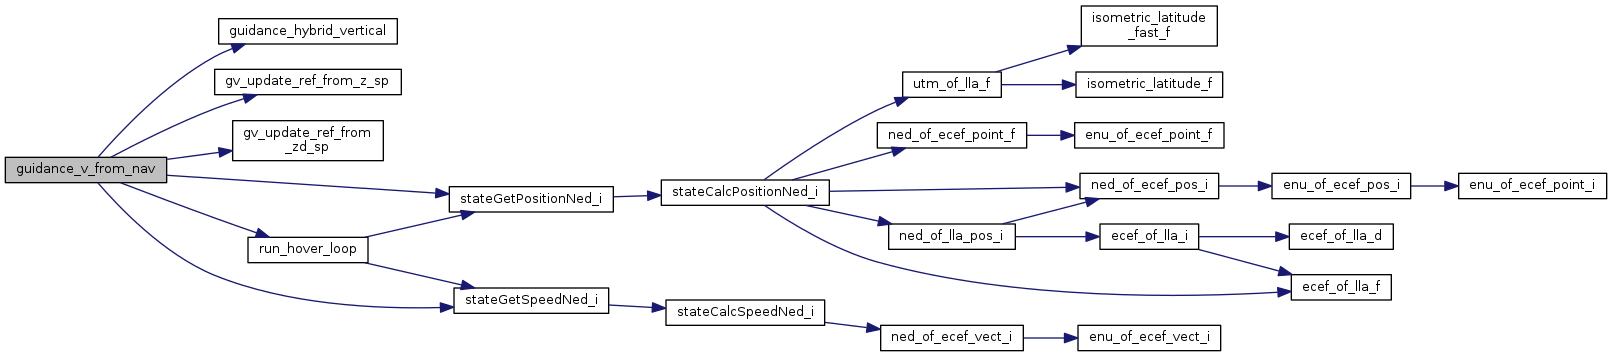 guidance_v_from_nav
guidance_hybrid_vertical
gv_update_ref_from_z_sp
gv_update_ref_from
_zd_sp
run_hover_loop
stateGetPositionNed_i
stateGetSpeedNed_i
stateCalcPositionNed_i
stateCalcSpeedNed_i
utm_of_lla_f
ned_of_ecef_point_f
ned_of_lla_pos_i
ned_of_ecef_vect_i
isometric_latitude
_fast_f
isometric_latitude_f
enu_of_ecef_point_f
ned_of_ecef_pos_i
ecef_of_lla_i
enu_of_ecef_vect_i
enu_of_ecef_pos_i
ecef_of_lla_d
ecef_of_lla_f
enu_of_ecef_point_i